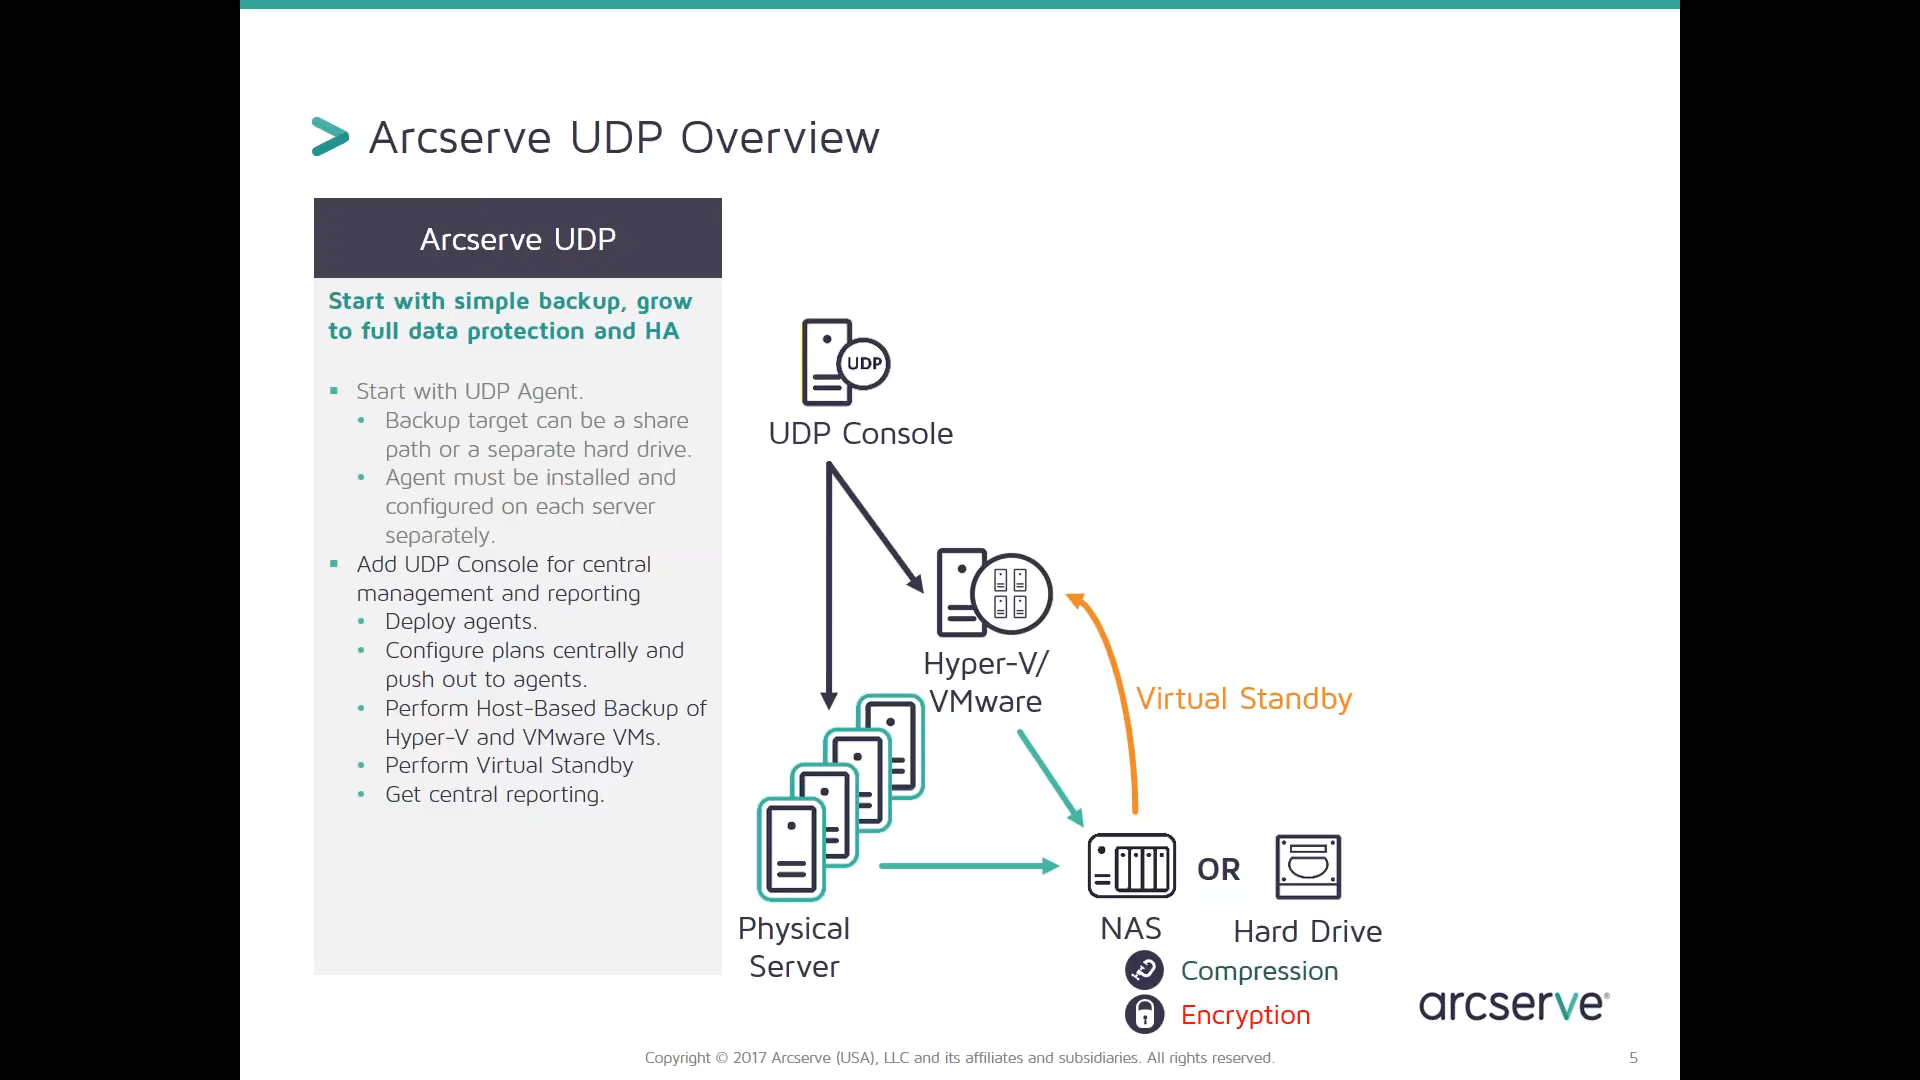 Arcserve UDP Overview
Arcserve UDP
Start with simple backup, grow
to full data protection and HA
Start with UDP Agent.
Backup target can be a share
path or a separate hard drive.
Agent must be installed and
configured on each server
separately.
Add UDP Console for central
management and reporting
Deploy agents.
Configure plans centrally and
push out to agents.
Perform Host-Based Backup of
Hyper-V and VMware VMs.
Perform Virtual Standby
Get central reporting.
UDP
UDP Console
Hyper-V/
VMware
Virtual Standby
Physical
Server
NAS
OR
Hard Drive
Compression
Encryption
arcserve®
Copyright © 2017 Arcserve (USA), LLC and its affiliates and subsidiaries. All rights reserved.
5